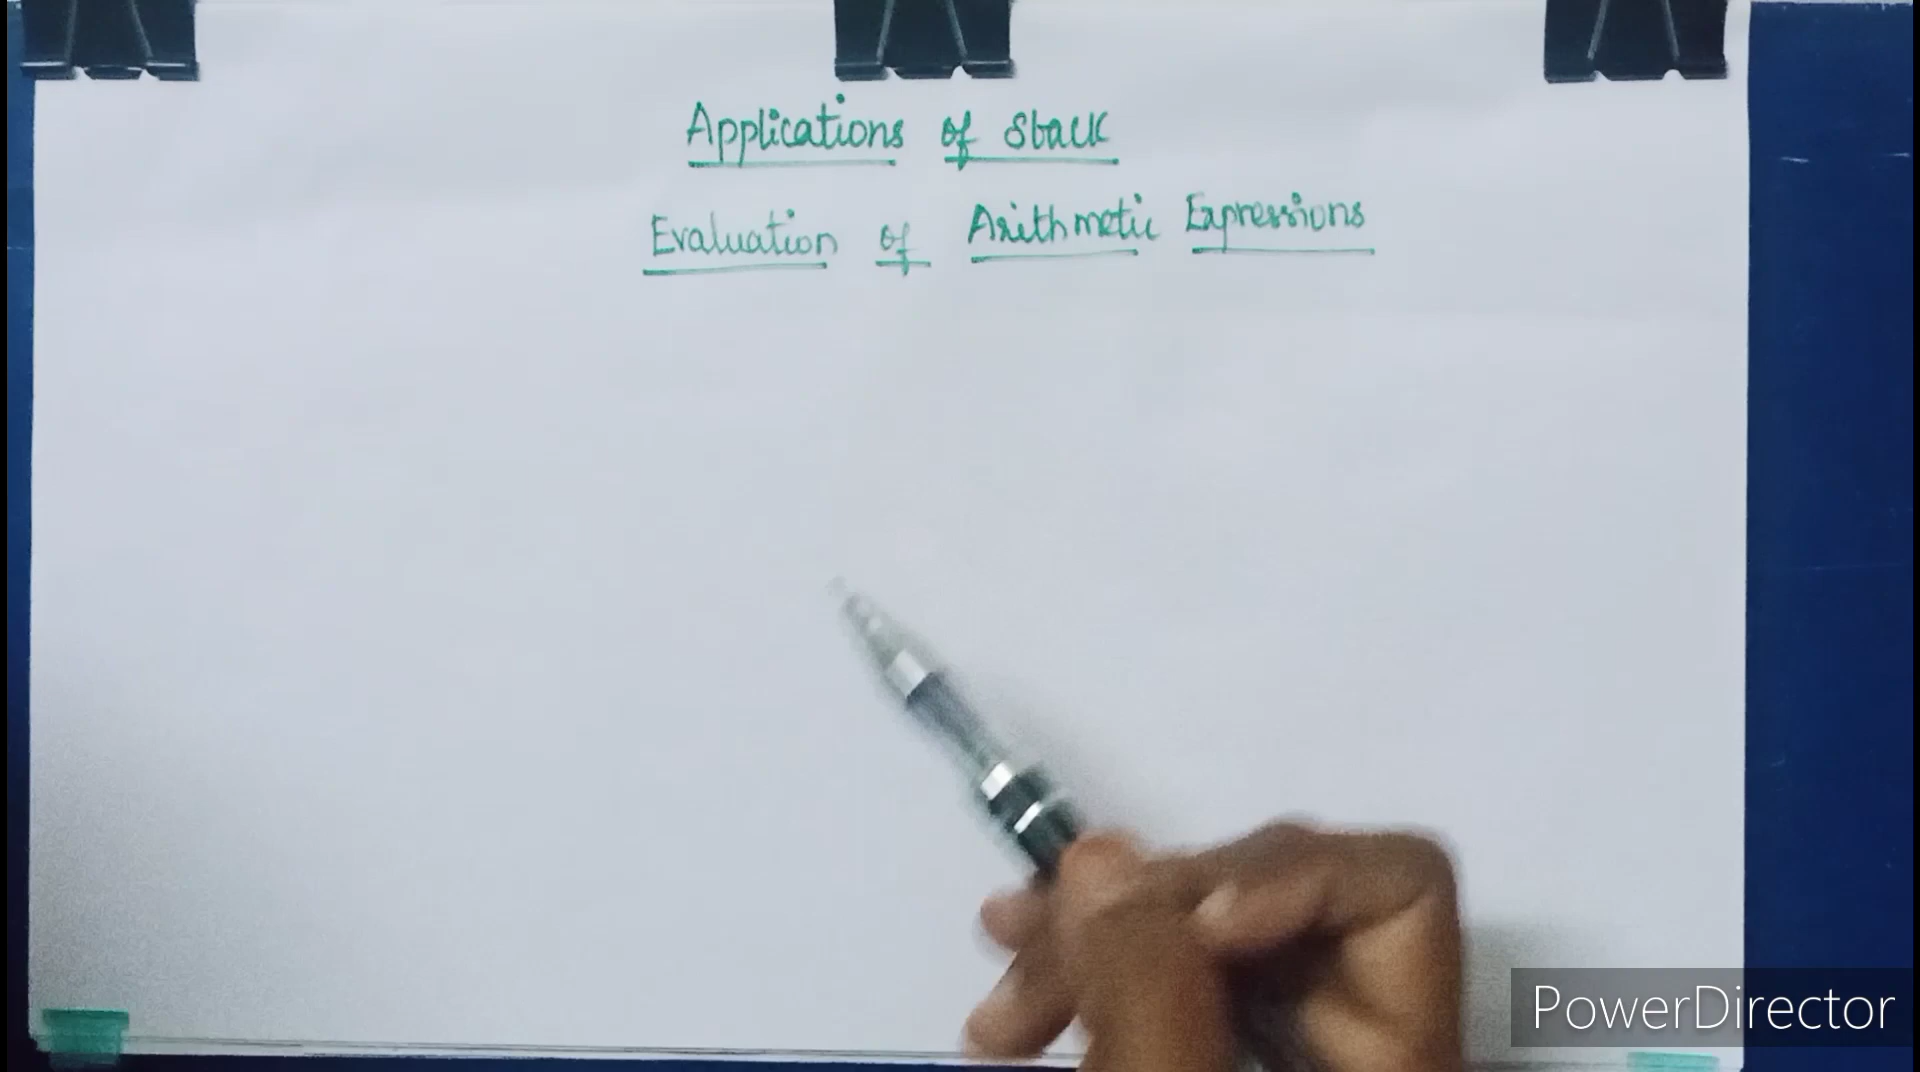 Applications of Stack
Evaluation of Arithmetic Expressions
PowerDirector